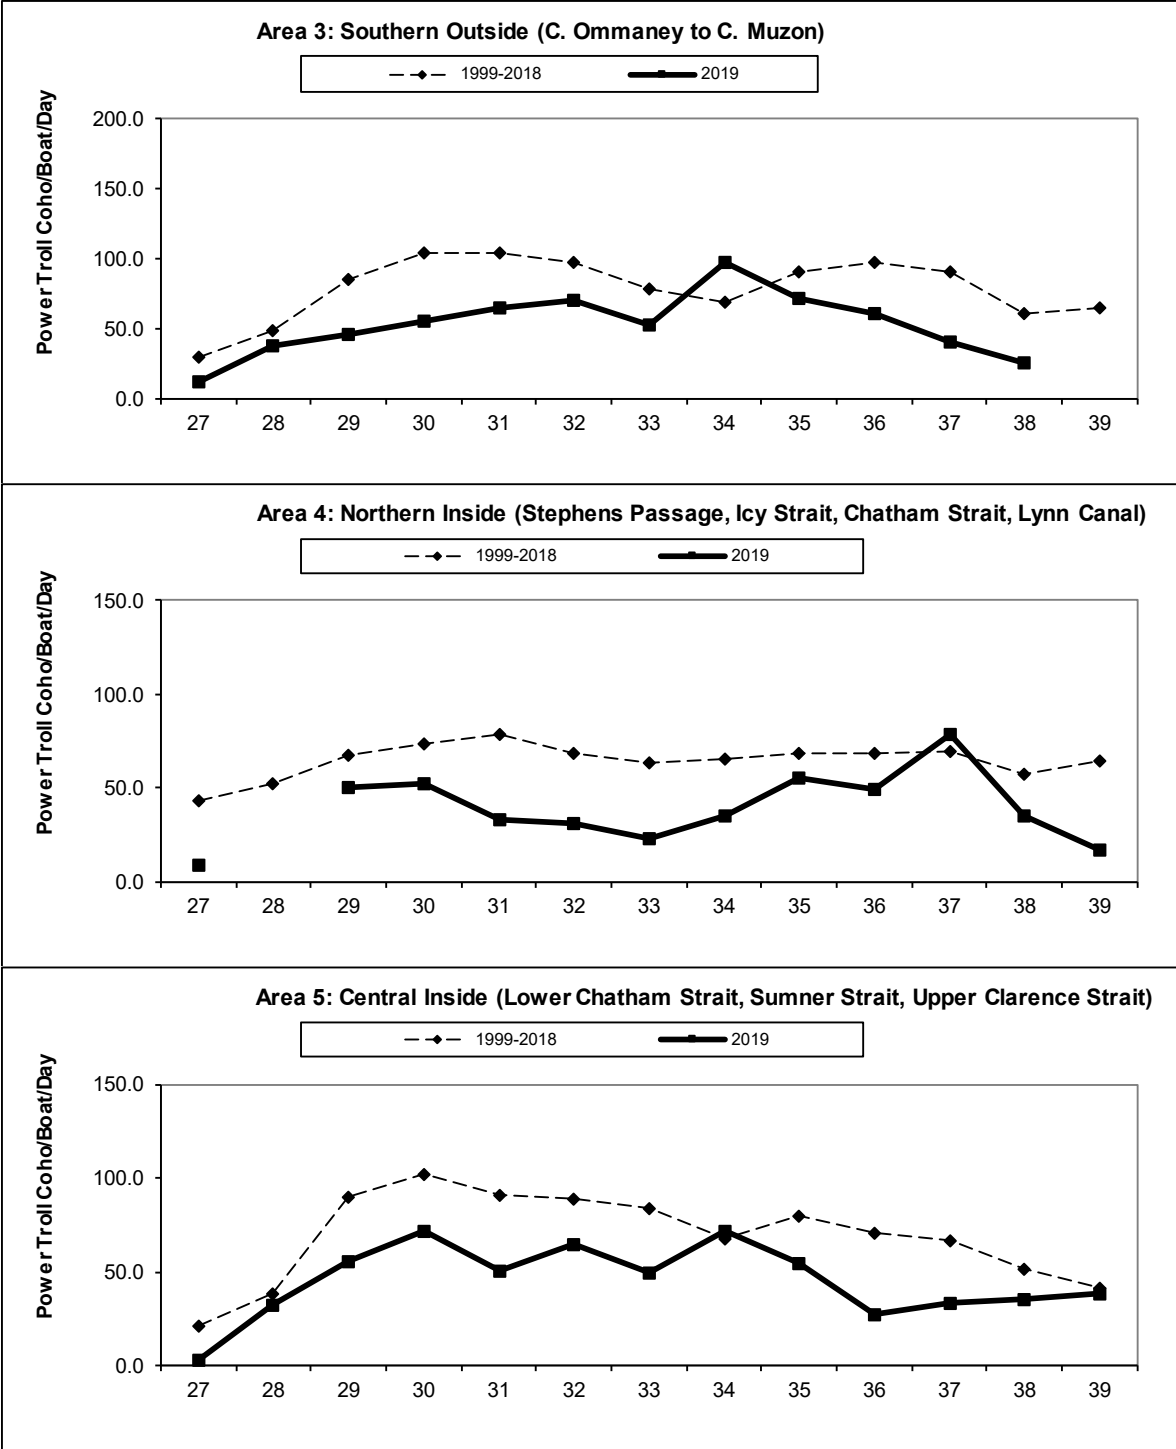 Area 3: Southern Outside (C. Ommaney to C. Muzon)
1999-2018 2019
Power Troll Coho/Boat/Day
200.0
150.0
100.0
50.0
0.0
27 28 29 30 31 32 33 34 35 36 37 38 39
Area 4: Northern Inside (Stephens Passage, Icy Strait, Chatham Strait, Lynn Canal)
1999-2018 2019
Power Troll Coho/Boat/Day
150.0
100.0
50.0
0.0
27 28 29 30 31 32 33 34 35 36 37 38 39
Area 5: Central Inside (Lower Chatham Strait, Sumner Strait, Upper Clarence Strait)
1999-2018 2019
Power Troll Coho/Boat/Day
150.0
100.0
50.0
0.0
27 28 29 30 31 32 33 34 35 36 37 38 39